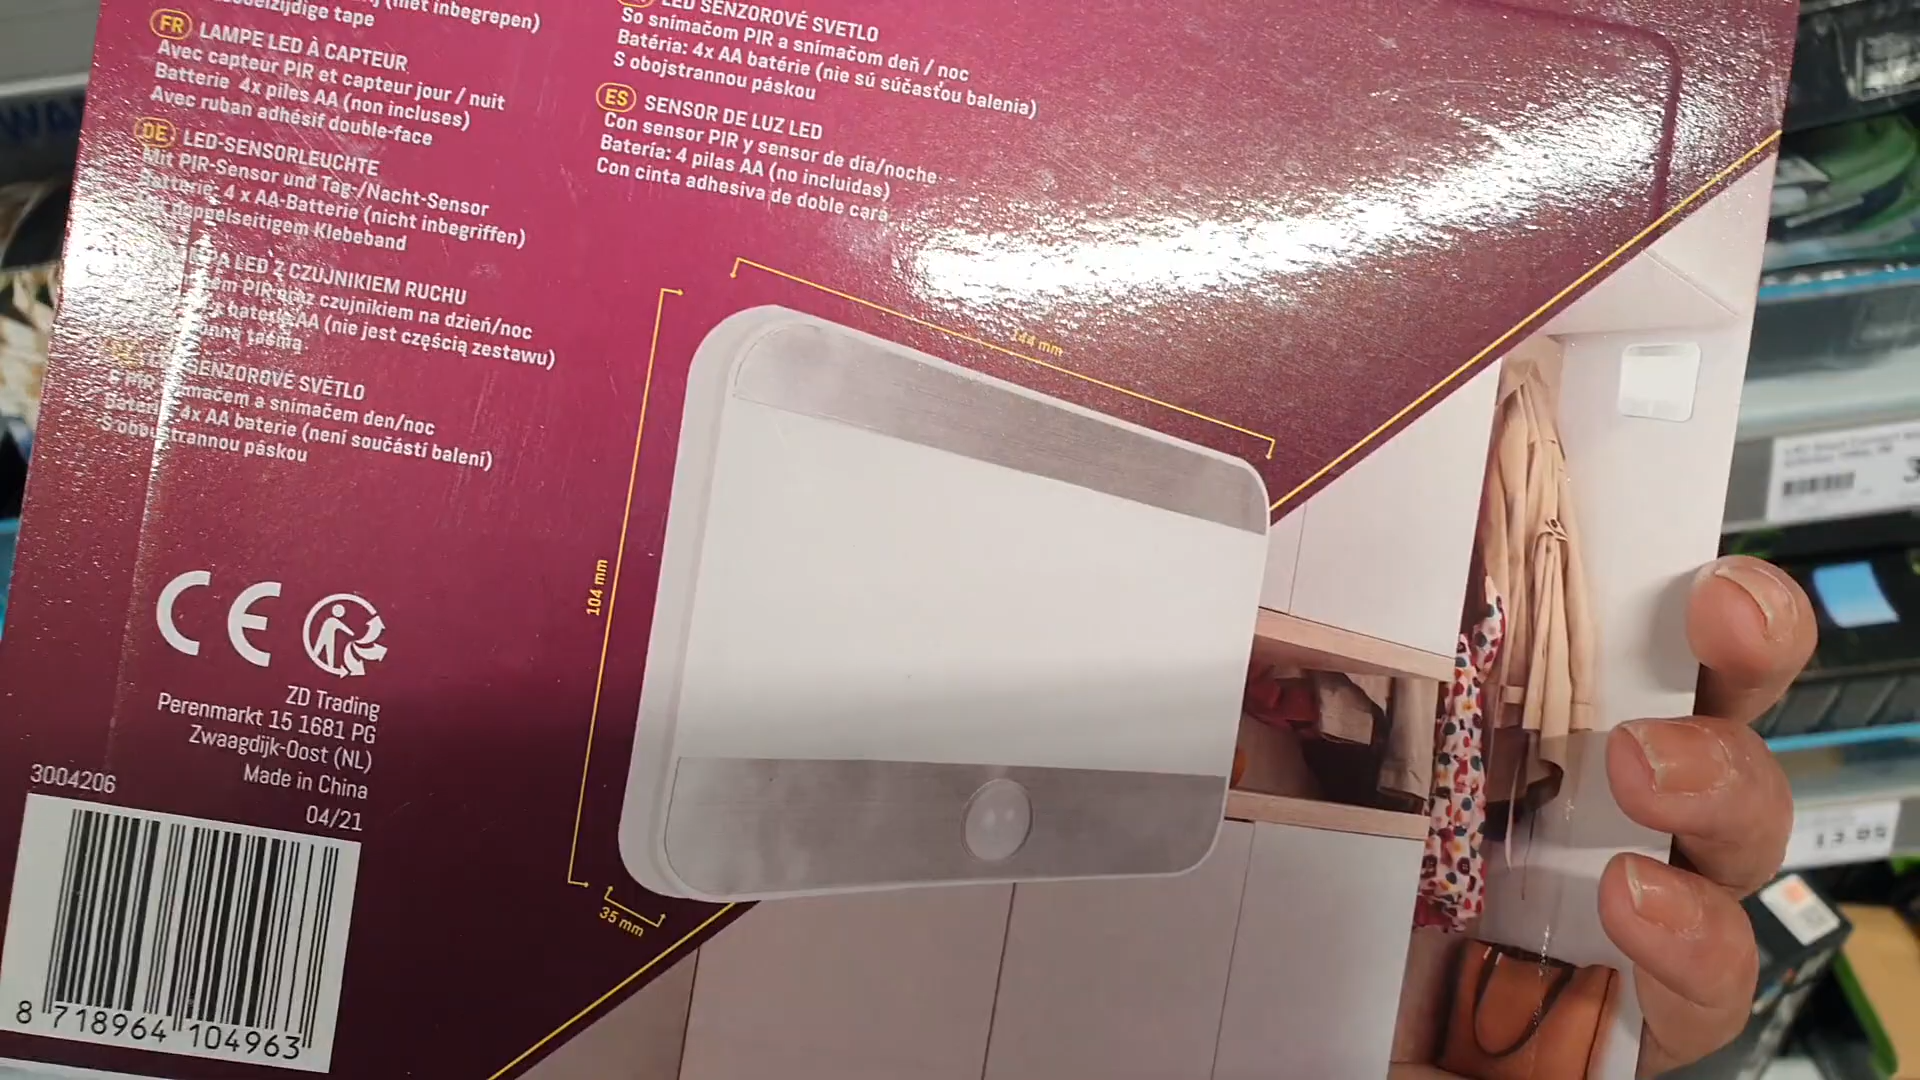 (niet inbegrepen)
tape
FR LAMPE LED À CAPTEUR
Avec capteur PIR et capteur jour / nuit
Batterie 4x piles AA (non incluses)
Avec ruban adhésif double-face
DE LED-SENSORLEUCHTE
Mit PIR-Sensor und Tag-/Nacht-Sensor
Batterie: 4 x AA-Batterie (nicht inbegriffen)
doppelseitigem Klebeband
LED Z CZUJNIKIEM RUCHU
PIR oraz czujnikiem na dzień/noc
AA (nie jest częścią zestawu)
taśmą
SENZOROVÉ SVĚTLO
S PIR snímačem a snímačem den/noc
Baterie: 4x AA baterie (není součástí balení)
S oboustrannou páskou
LED SENZOROVÉ SVETLO
So snímačom PIR a snímačom deň / noc
Batéria: 4x AA batérie (nie sú súčasťou balenia)
S obojstrannou páskou
ES SENSOR DE LUZ LED
Con sensor PIR y sensor de día/noche
Batería: 4 pilas AA (no incluidas)
Con cinta adhesiva de doble cara
144 mm
104 mm
35 mm
CE
ZD Trading
Perenmarkt 15 1681 PG
Zwaagdijk-Oost (NL)
Made in China
04/21
3004206
8 718964 104963